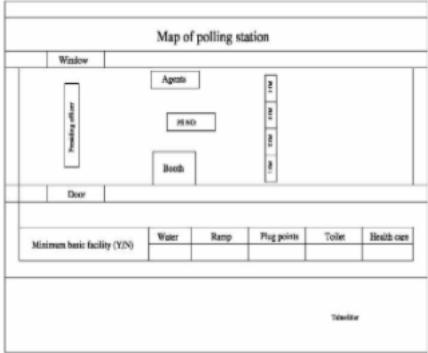 Map of polling station
Window
Agents
Presiding officer
Booth
Door
Minimum basic facility (Y/N)
Water
Ramp
Plug points
Toilet
Health care
Tahsildar